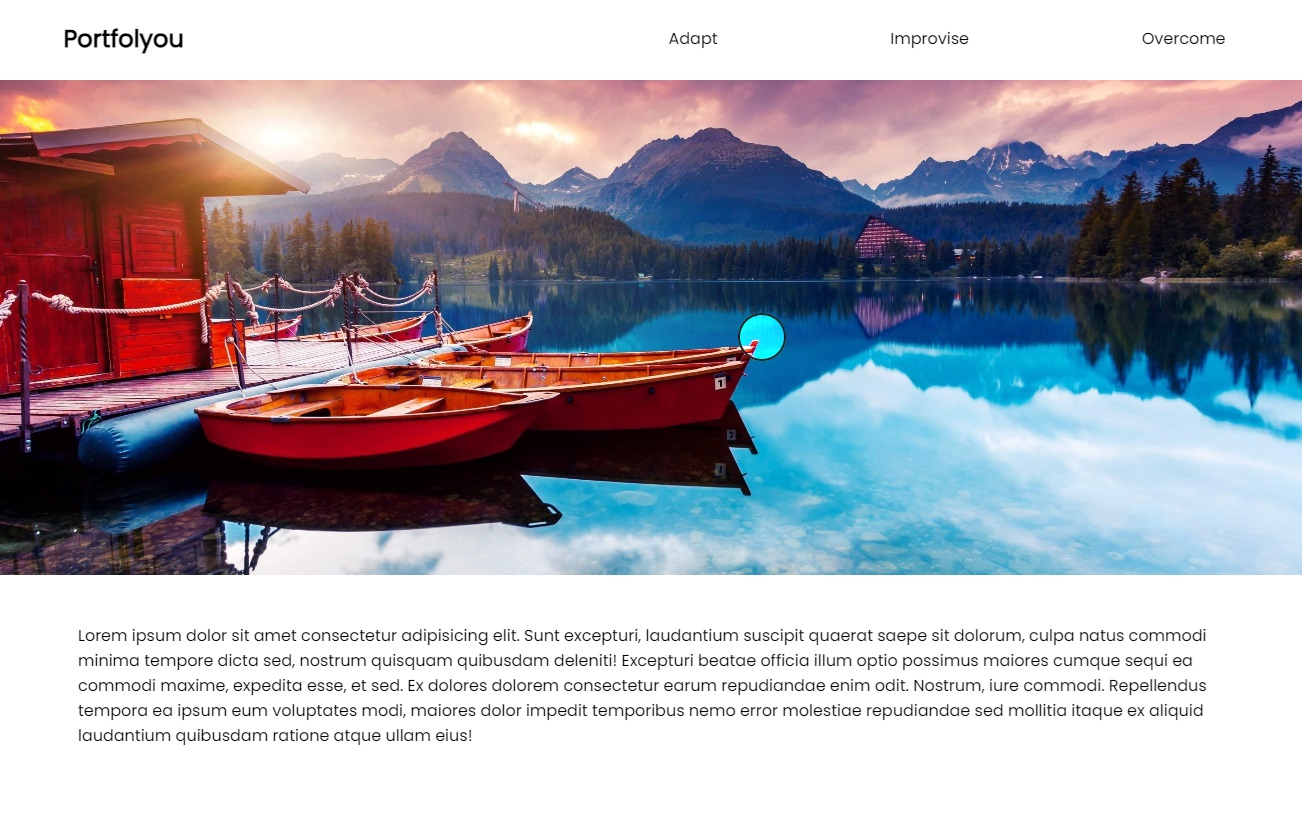 Portfolyou
Adapt
Improvise
Overcome
1
Lorem ipsum dolor sit amet consectetur adipisicing elit. Sunt excepturi, laudantium suscipit quaerat saepe sit dolorum, culpa natus commodi
minima tempore dicta sed, nostrum quisquam quibusdam deleniti! Excepturi beatae officia illum optio possimus maiores cumque sequi ea
commodi maxime, expedita esse, et sed. Ex dolores dolorem consectetur earum repudiandae enim odit. Nostrum, iure commodi. Repellendus
tempora ea ipsum eum voluptates modi, maiores dolor impedit temporibus nemo error molestiae repudiandae sed mollitia itaque ex aliquid
laudantium quibusdam ratione atque ullam eius!